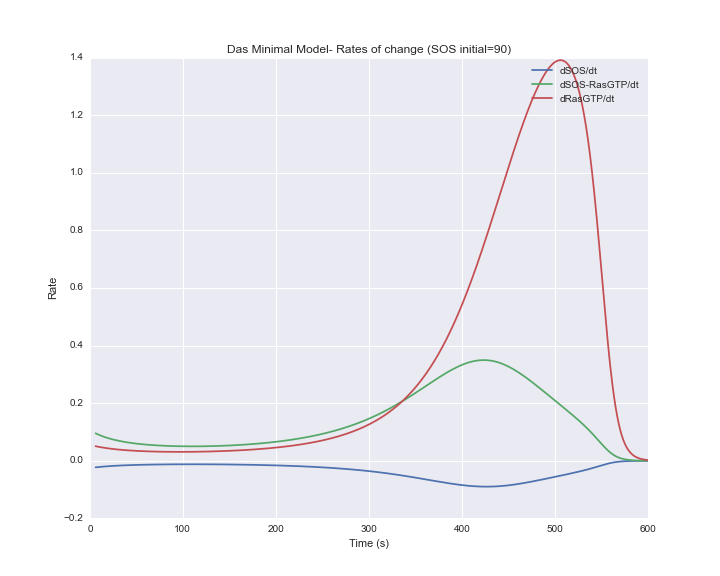 Das Minimal Model- Rates of change (SOS initial=90)
1.4
1.2
1.0
0.8
0.6
0.4
0.2
0.0
−0.2
Rate
dSOS/dt
dSOS-RasGTP/dt
dRasGTP/dt
0 100 200 300 400 500 600
Time (s)